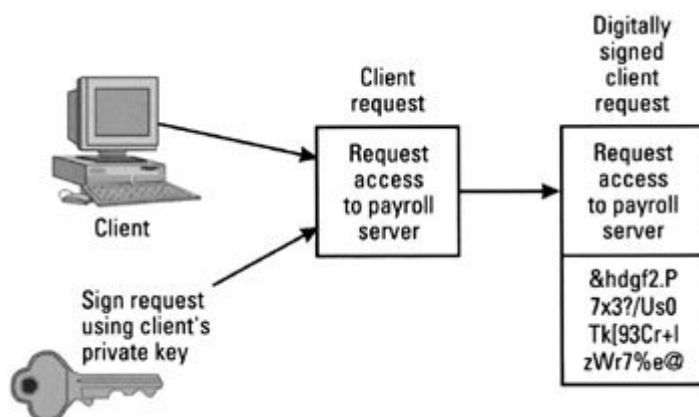 Client
Sign request
using client's
private key
Client
request
Request
access
to payroll
server
Digitally
signed
client
request
Request
access
to payroll
server
&hdgf2.P
7x3?/Us0
Tk[93Cr+l
zWr7%e@